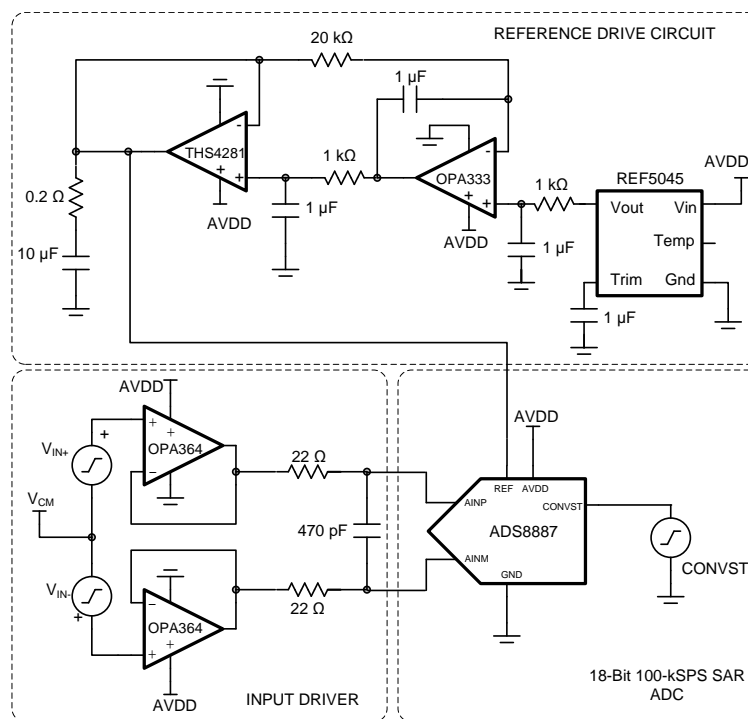 REFERENCE DRIVE CIRCUIT
20 kΩ
1 µF
-
THS4281
+
+
AVDD
1 kΩ
1 µF
-
OPA333
+
+
AVDD
1 kΩ
1 µF
REF5045
AVDD
Vout
Vin
Temp
Trim
Gnd
1 µF
0.2 Ω
10 µF
AVDD
+
VIN+
VCM
VIN-
+
+
+
OPA364
−
22 Ω
470 pF
−
OPA364
+
+
22 Ω
AVDD
INPUT DRIVER
AVDD
REF
AVDD
AINP
CONVST
ADS8887
AINM
GND
CONVST
18-Bit 100-kSPS SAR
ADC